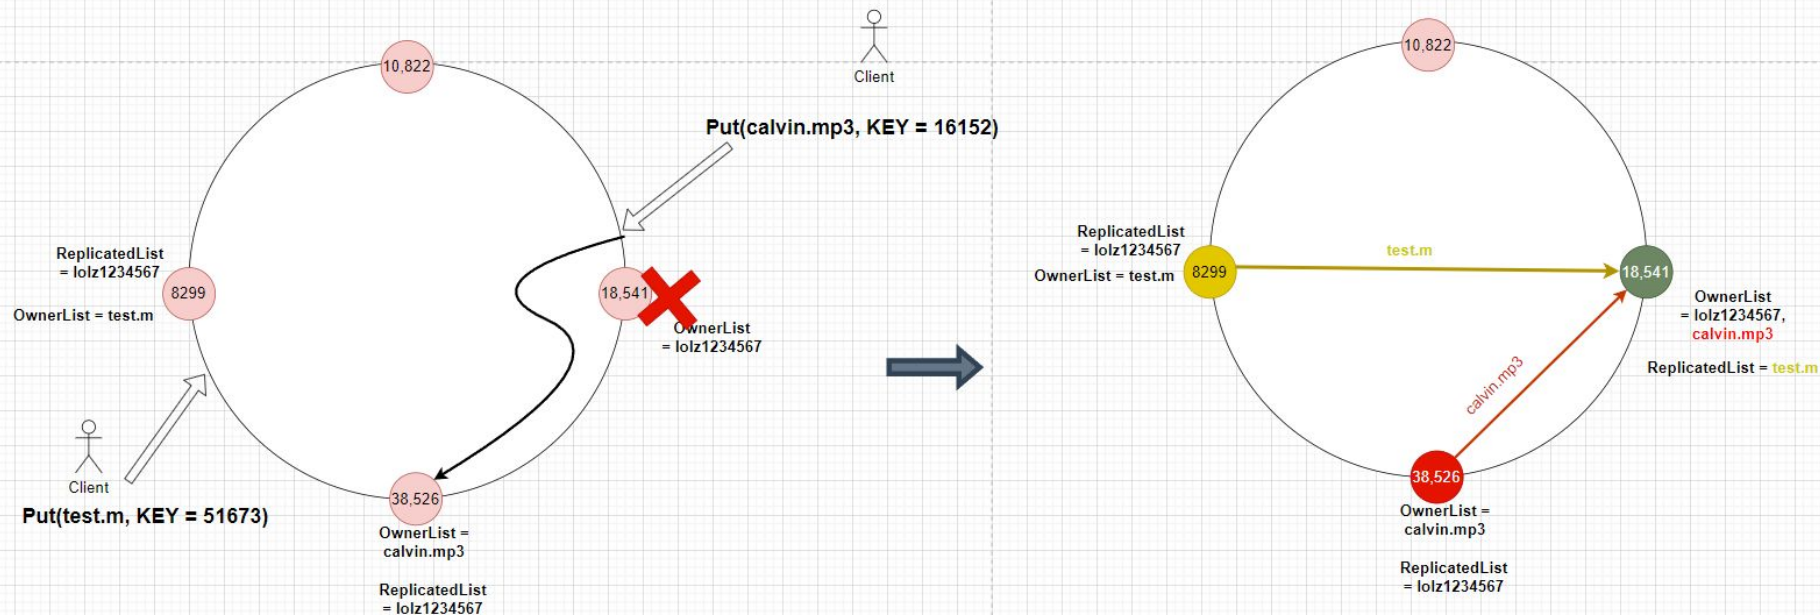 10,822
Client
Put(calvin.mp3, KEY = 16152)
ReplicatedList
= lolz1234567
8299
OwnerList = test.m
18,541
OwnerList
= lolz1234567
Client
Put(test.m, KEY = 51673)
38,526
OwnerList =
calvin.mp3
ReplicatedList
= lolz1234567
10,822
ReplicatedList
= lolz1234567
OwnerList = test.m
8299
test.m
18,541
OwnerList
= lolz1234567,
calvin.mp3
ReplicatedList = test.m
calvin.mp3
38,526
OwnerList =
calvin.mp3
ReplicatedList
= lolz1234567